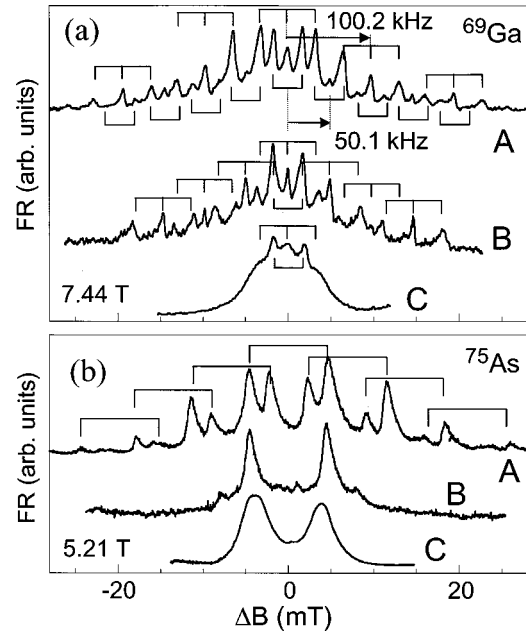 (a)
100.2 kHz
⁶⁹Ga
FR (arb. units)
A
50.1 kHz
B
7.44 T
C
(b)
⁷⁵As
FR (arb. units)
A
B
5.21 T
C
-20 0 20
ΔB (mT)